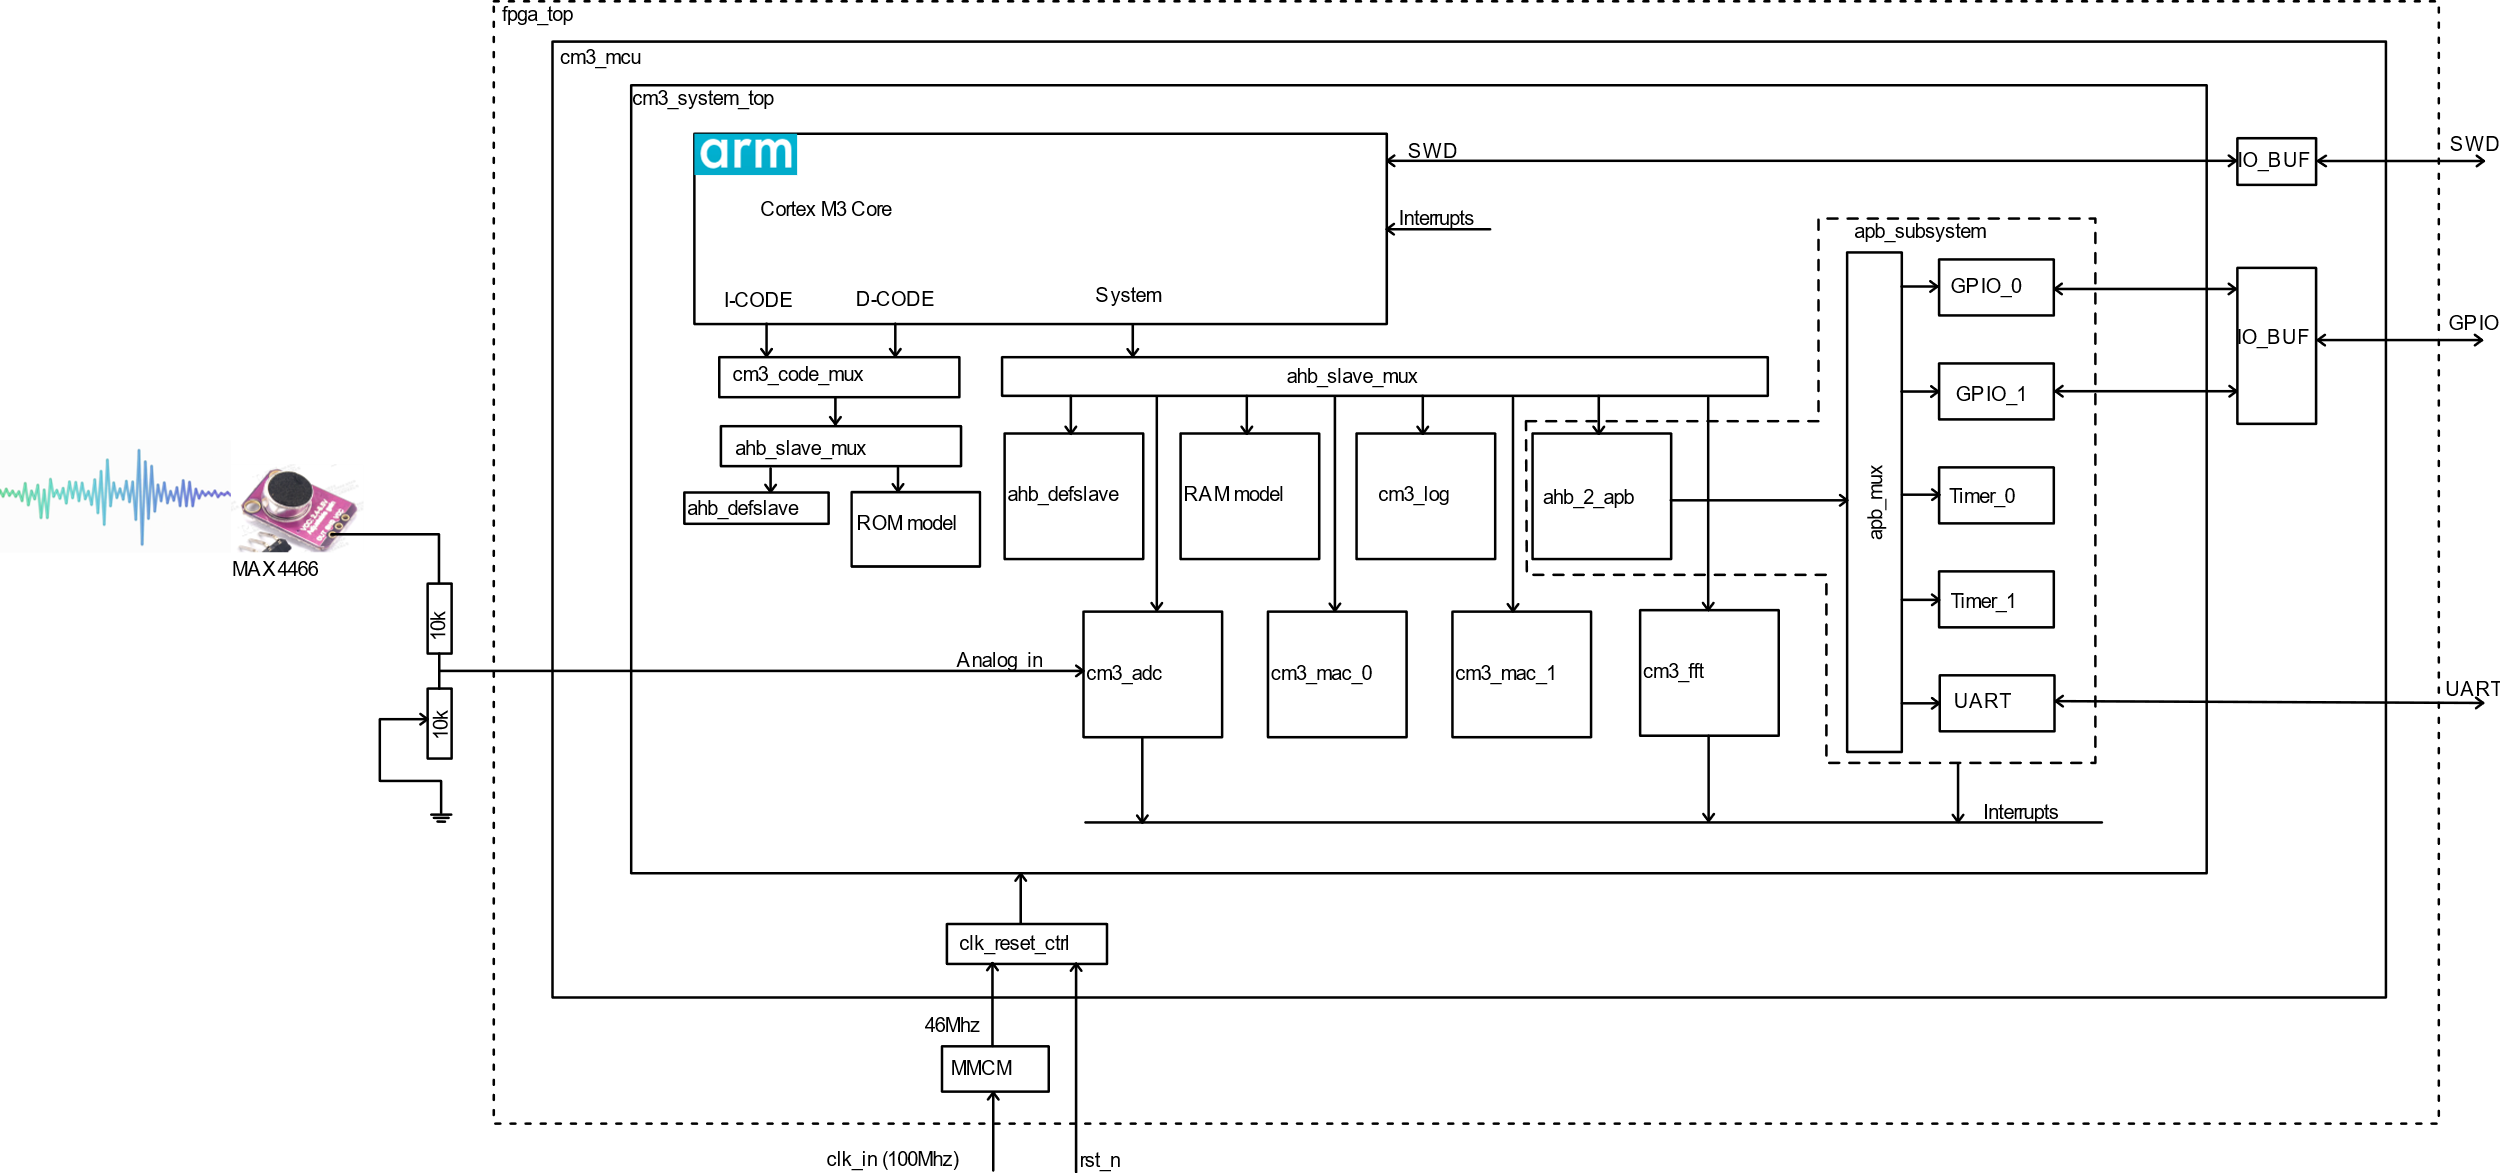 fpga_top
cm3_mcu
cm3_system_top
arm
Cortex M3 Core
SWD
IO_BUF
SWD
Interrupts
apb_subsystem
I-CODE
D-CODE
System
GPIO_0
GPIO
IO_BUF
cm3_code_mux
ahb_slave_mux
GPIO_1
ahb_slave_mux
ahb_defslave
ROM model
ahb_defslave
RAM model
cm3_log
ahb_2_apb
apb_mux
Timer_0
Timer_1
UART
UART
MAX4466
10k
10k
Analog_in
cm3_adc
cm3_mac_0
cm3_mac_1
cm3_fft
Interrupts
clk_reset_ctrl
46Mhz
MMCM
clk_in (100Mhz)
rst_n